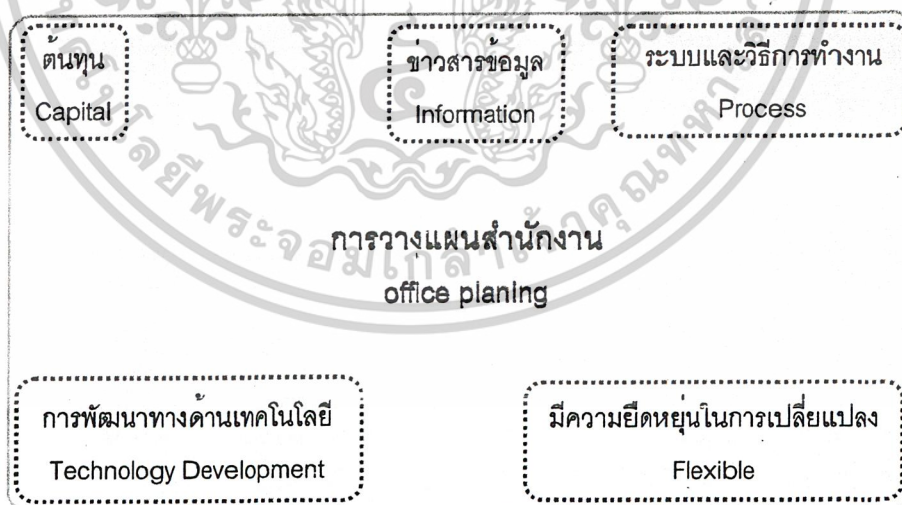 ต้นทุน
Capital
ข่าวสารข้อมูล
Information
ระบบและวิธีการทำงาน
Process
การวางแผนสำนักงาน
office planing
การพัฒนาทางด้านเทคโนโลยี
Technology Development
มีความยืดหยุ่นในการเปลี่ยแปลง
Flexible